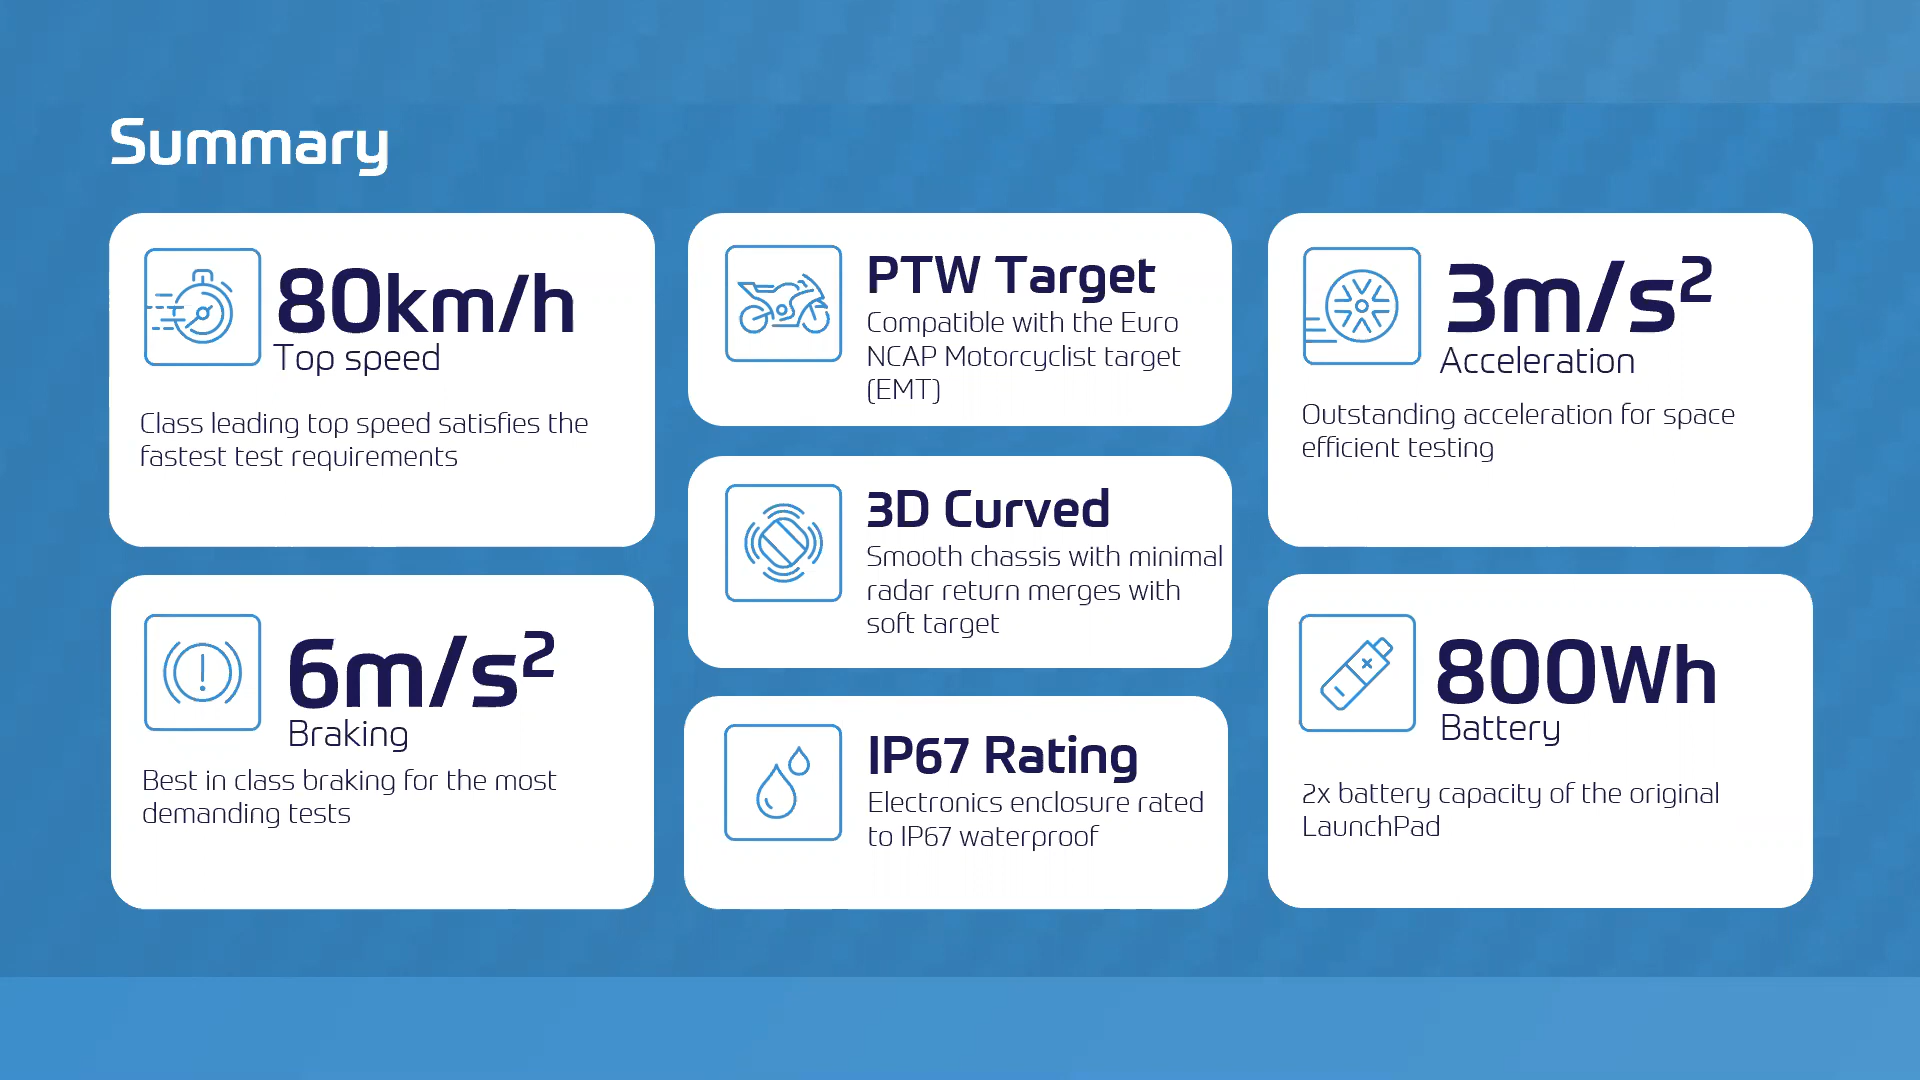 Summary
80km/h
Top speed
Class leading top speed satisfies the
fastest test requirements
6m/s²
Braking
Best in class braking for the most
demanding tests
PTW Target
Compatible with the Euro
NCAP Motorcyclist target
(EMT)
3D Curved
Smooth chassis with minimal
radar return merges with
soft target
IP67 Rating
Electronics enclosure rated
to IP67 waterproof
3m/s²
Acceleration
Outstanding acceleration for space
efficient testing
800Wh
Battery
2x battery capacity of the original
LaunchPad